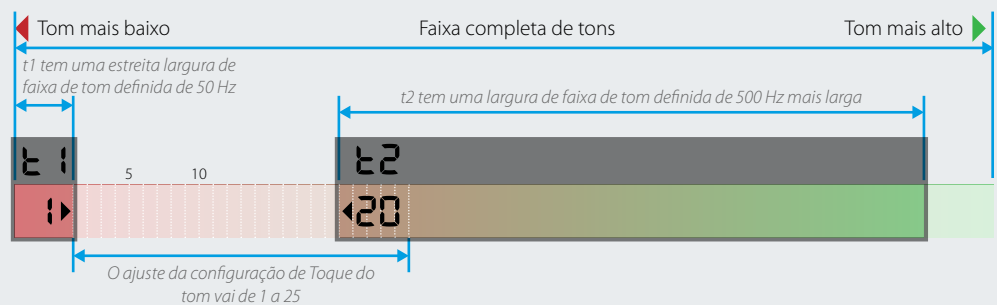 Tom mais baixo
Faixa completa de tons
Tom mais alto
t1 tem uma estreita largura de
faixa de tom definida de 50 Hz
t2 tem uma largura de faixa de tom definida de 500 Hz mais larga
t1
t2
5
10
1
20
O ajuste da configuração de Toque do
tom vai de 1 a 25